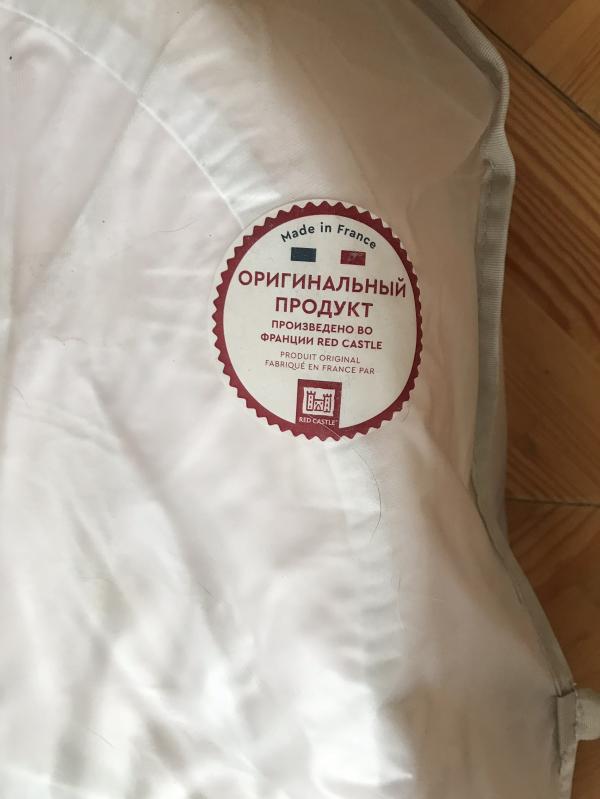 Made in France
ОРИГИНАЛЬНЫЙ
ПРОДУКТ
ПРОИЗВЕДЕНО ВО
ФРАНЦИИ RED CASTLE
PRODUIT ORIGINAL
FABRIQUÉ EN FRANCE PAR
RED CASTLE